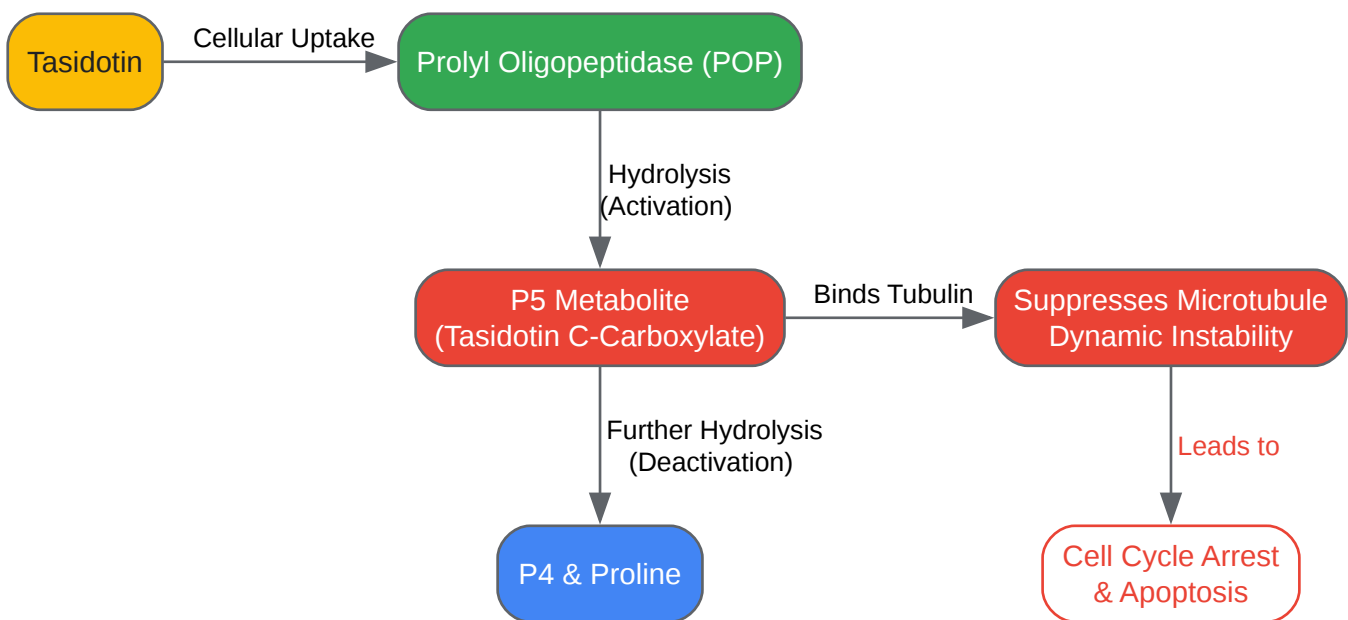 Tasidotin
Cellular Uptake
Prolyl Oligopeptidase (POP)
Hydrolysis
(Activation)
P5 Metabolite
(Tasidotin C-Carboxylate)
Binds Tubulin
Suppresses Microtubule
Dynamic Instability
Further Hydrolysis
(Deactivation)
Leads to
P4 & Proline
Cell Cycle Arrest
& Apoptosis